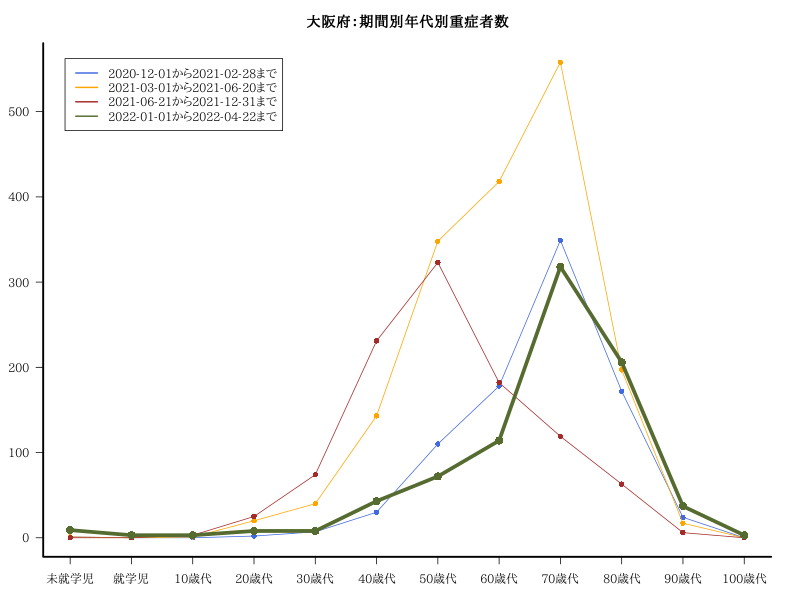 大阪府：期間別年代別重症者数
2020-12-01から2021-02-28まで
2021-03-01から2021-06-20まで
2021-06-21から2021-12-31まで
2022-01-01から2022-04-22まで
500
400
300
200
100
0
未就学児 就学児 10歳代 20歳代 30歳代 40歳代 50歳代 60歳代 70歳代 80歳代 90歳代 100歳代